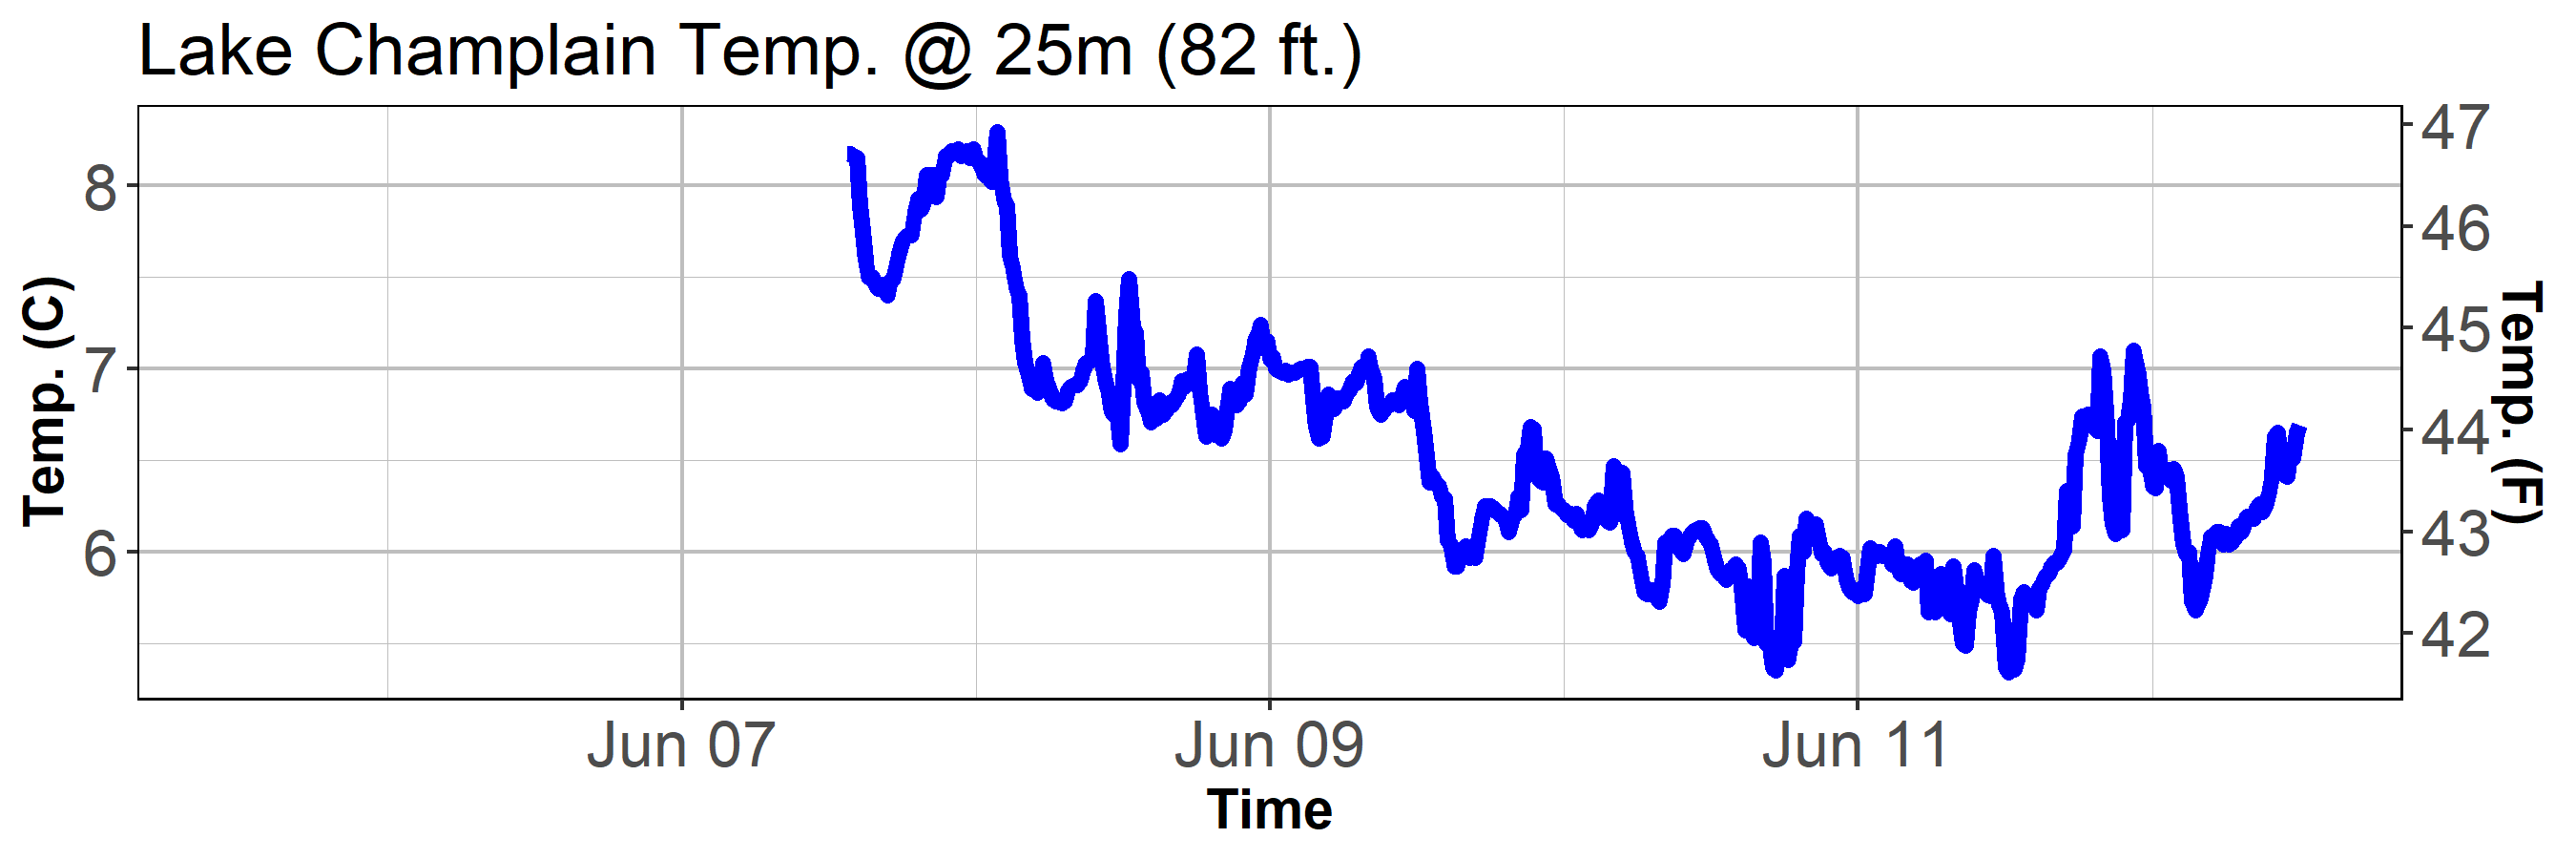 Lake Champlain Temp. @ 25m (82 ft.)
Temp. (C)
8
7
6
47
46
45
44
43
42
Temp. (F)
Jun 07 Jun 09 Jun 11
Time